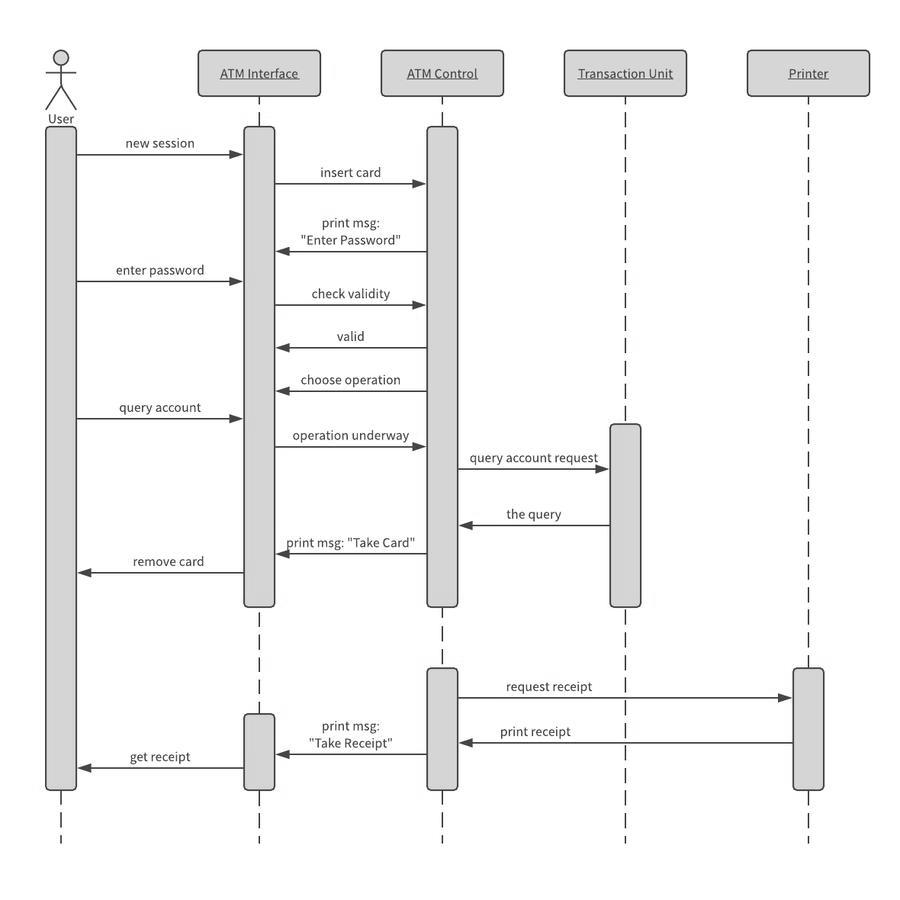 ATM Interface
ATM Control
Transaction Unit
Printer
User
new session
insert card
print msg:
"Enter Password"
enter password
check validity
valid
choose operation
query account
operation underway
query account request
the query
print msg: "Take Card"
remove card
request receipt
print msg:
"Take Receipt"
print receipt
get receipt